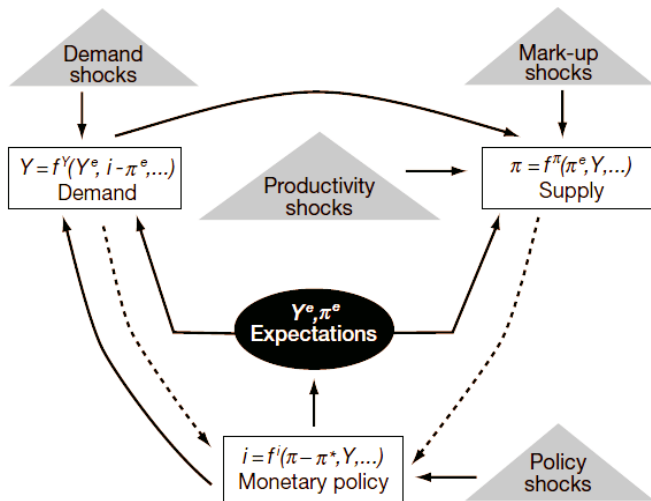 Demand
shocks
Mark-up
shocks
Y = f^Y(Y^e, i - π^e,...)
Demand
Productivity
shocks
π = f^π(π^e, Y,...)
Supply
Y^e, π^e
Expectations
i = f^i(π - π*, Y,...)
Monetary policy
Policy
shocks